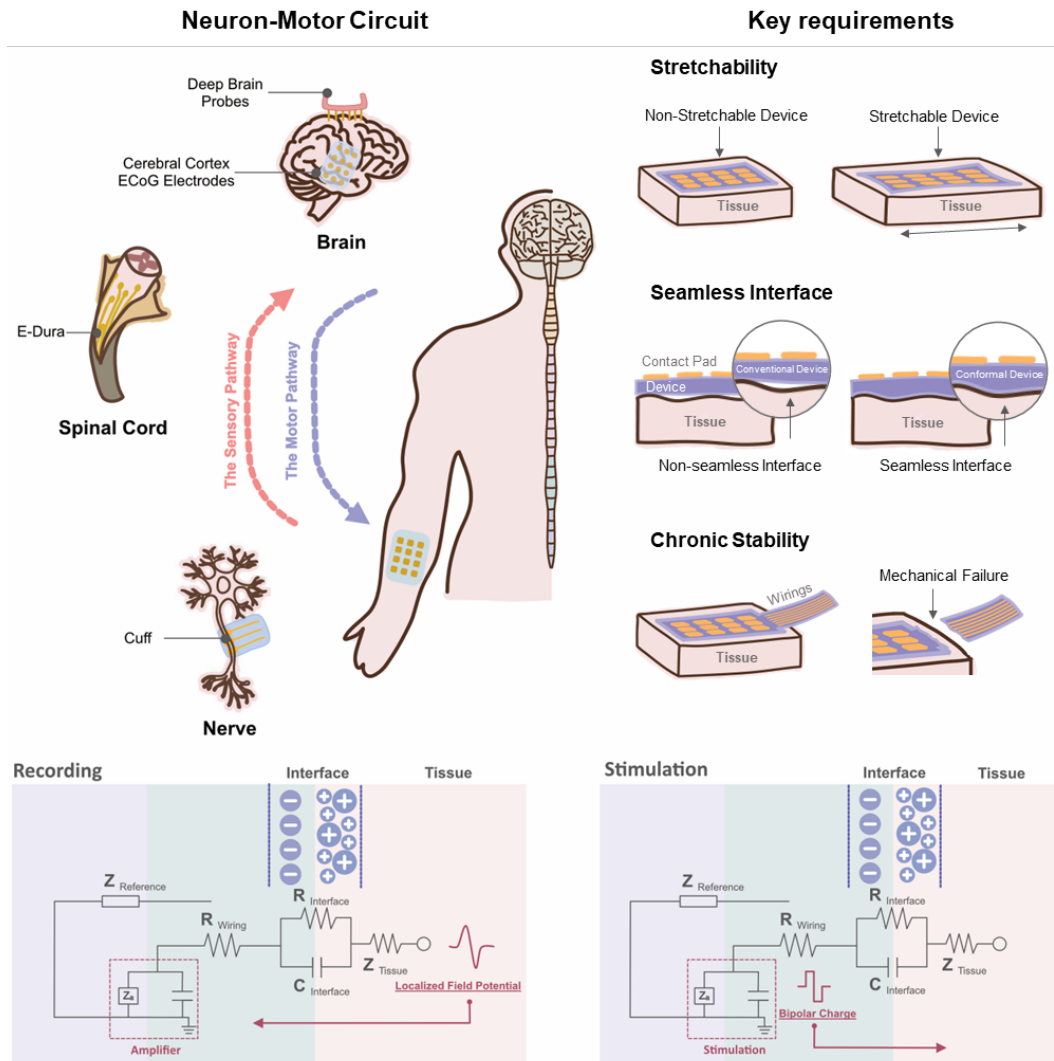 Neuron-Motor Circuit
Deep Brain
Probes
Cerebral Cortex
ECoG Electrodes
Brain
E-Dura
Spinal Cord
The Sensory Pathway
The Motor Pathway
Cuff
Nerve
Key requirements
Stretchability
Non-Stretchable Device
Stretchable Device
Tissue
Tissue
Seamless Interface
Contact Pad
Conventional Device
Device
Tissue
Non-seamless Interface
Conformal Device
Tissue
Seamless Interface
Chronic Stability
Wirings
Mechanical Failure
Tissue
Recording
Interface
Tissue
Z Reference
R Wiring
R Interface
C Interface
Z Tissue
Za
Amplifier
Localized Field Potential
Stimulation
Interface
Tissue
Z Reference
R Wiring
R Interface
C Interface
Z Tissue
Za
Stimulation
Bipolar Charge